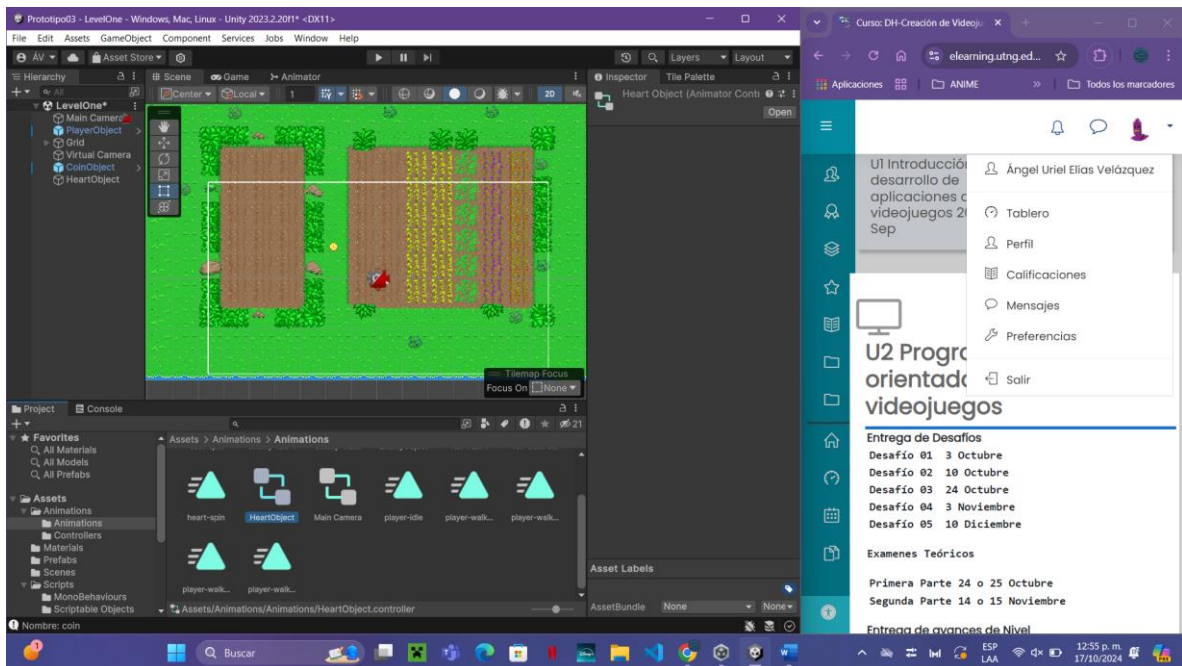 Prototipo03 - LevelOne - Windows, Mac, Linux - Unity 2023.2.20f1* <DX11>
File Edit Assets GameObject Component Services Jobs Window Help
ÁV Asset Store Layers Layout
Hierarchy
All
LevelOne*
Main Camera
PlayerObject
Grid
Virtual Camera
CoinObject
HeartObject
Scene Game Animator
Center Local 1 2D
Tilemap Focus
Focus On None
Inspector Tile Palette
Heart Object (Animator Conti
Open
Asset Labels
AssetBundle None None
Project Console
21
Favorites
All Materials
All Models
All Prefabs
Assets
Animations
Animations
Controllers
Materials
Prefabs
Scenes
Scripts
MonoBehaviours
Scriptable Objects
Assets > Animations > Animations
heart-spin HeartObject Main Camera player-idle player-walk... player-walk...
player-walk... player-walk...
Assets/Animations/Animations/HeartObject.controller
Nombre: coin
Curso: DH-Creación de Videoju
elearning.utng.ed...
Aplicaciones ANIME » Todos los marcadores
U1 Introducción
desarrollo de
aplicaciones d
videojuegos 2
Sep
Ángel Uriel Elías Velázquez
Tablero
Perfil
Calificaciones
Mensajes
Preferencias
Salir
U2 Progra
orientado
videojuegos
Entrega de Desafíos
Desafío 01 3 Octubre
Desafío 02 10 Octubre
Desafío 03 24 Octubre
Desafío 04 3 Noviembre
Desafío 05 10 Diciembre
Examenes Teóricos
Primera Parte 24 o 25 Octubre
Segunda Parte 14 o 15 Noviembre
Entrega de avances de Nivel
1
Buscar
ESP
LAA
12:55 p. m.
17/10/2024